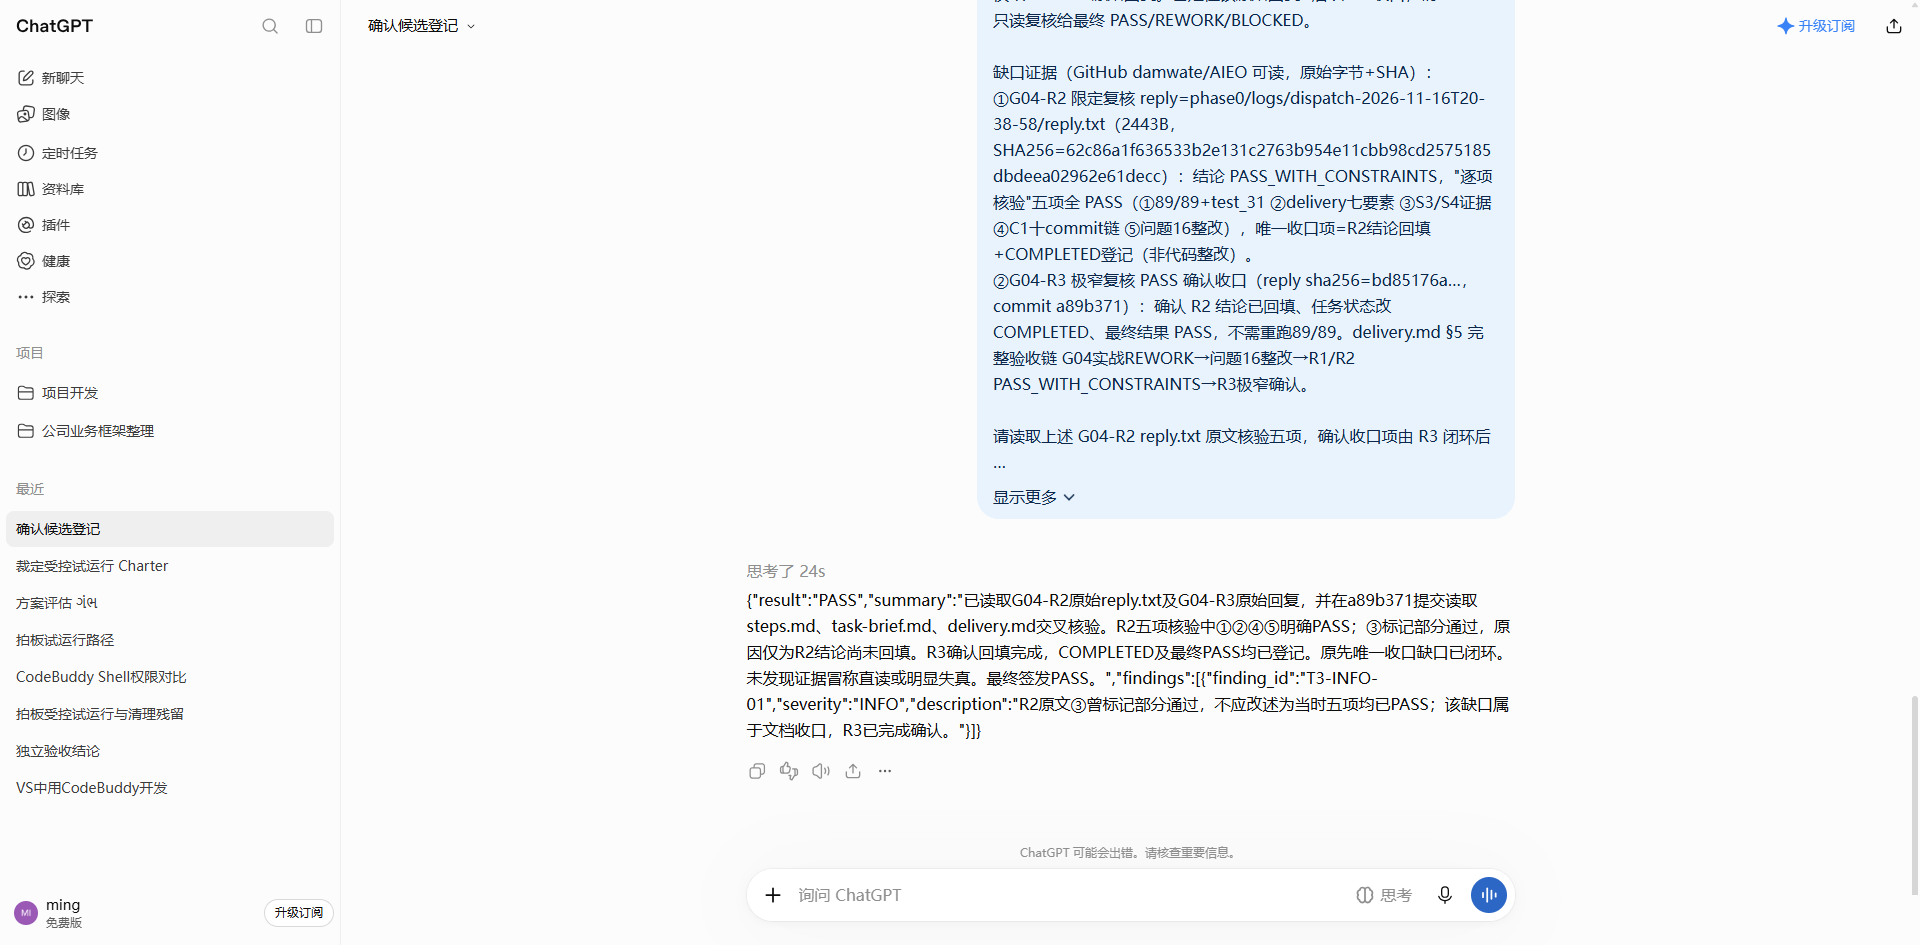 ChatGPT
新聊天
图像
定时任务
资料库
插件
健康
探索
项目
项目开发
公司业务框架整理
最近
确认候选登记
裁定受控试运行 Charter
方案评估
拍板试运行路径
CodeBuddy Shell权限对比
拍板受控试运行与清理残留
独立验收结论
VS中用CodeBuddy开发
MI
ming
免费版
升级订阅
确认候选登记
升级订阅
只读复核给最终 PASS/REWORK/BLOCKED。
缺口证据（GitHub damwate/AIEO 可读，原始字节+SHA）：
①G04-R2 限定复核 reply=phase0/logs/dispatch-2026-11-16T20-
38-58/reply.txt（2443B，
SHA256=62c86a1f636533b2e131c2763b954e11cbb98cd2575185
dbdeea02962e61decc）：结论 PASS_WITH_CONSTRAINTS，"逐项
核验"五项全 PASS（①89/89+test_31 ②delivery七要素 ③S3/S4证据
④C1十commit链 ⑤问题16整改），唯一收口项=R2结论回填
+COMPLETED登记（非代码整改）。
②G04-R3 极窄复核 PASS 确认收口（reply sha256=bd85176a...，
commit a89b371）：确认 R2 结论已回填、任务状态改
COMPLETED、最终结果 PASS，不需重跑89/89。delivery.md §5 完
整验收链 G04实战REWORK→问题16整改→R1/R2
PASS_WITH_CONSTRAINTS→R3极窄确认。
请读取上述 G04-R2 reply.txt 原文核验五项，确认收口项由 R3 闭环后
...
显示更多
思考了 24s
{"result":"PASS","summary":"已读取G04-R2原始reply.txt及G04-R3原始回复，并在a89b371提交读取
steps.md、task-brief.md、delivery.md交叉核验。R2五项核验中①②④⑤明确PASS；③标记部分通过，原
因仅为R2结论尚未回填。R3确认回填完成，COMPLETED及最终PASS均已登记。原先唯一收口缺口已闭环。
未发现证据冒称直读或明显失真。最终签发PASS。","findings":[{"finding_id":"T3-INFO-
01","severity":"INFO","description":"R2原文③曾标记部分通过，不应改述为当时五项均已PASS；该缺口属
于文档收口，R3已完成确认。"}]}
ChatGPT 可能会出错。请核查重要信息。
询问 ChatGPT
思考